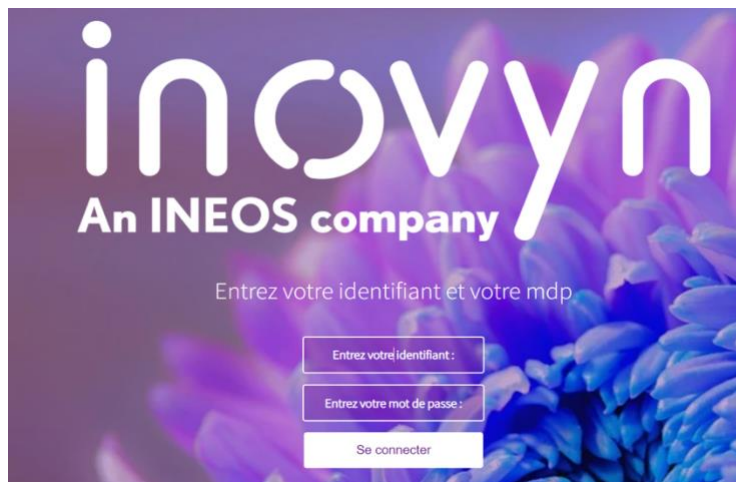 inovyn
An INEOS company
Entrez votre identifiant et votre mdp
Entrez votre identifiant :
Entrez votre mot de passe :
Se connecter